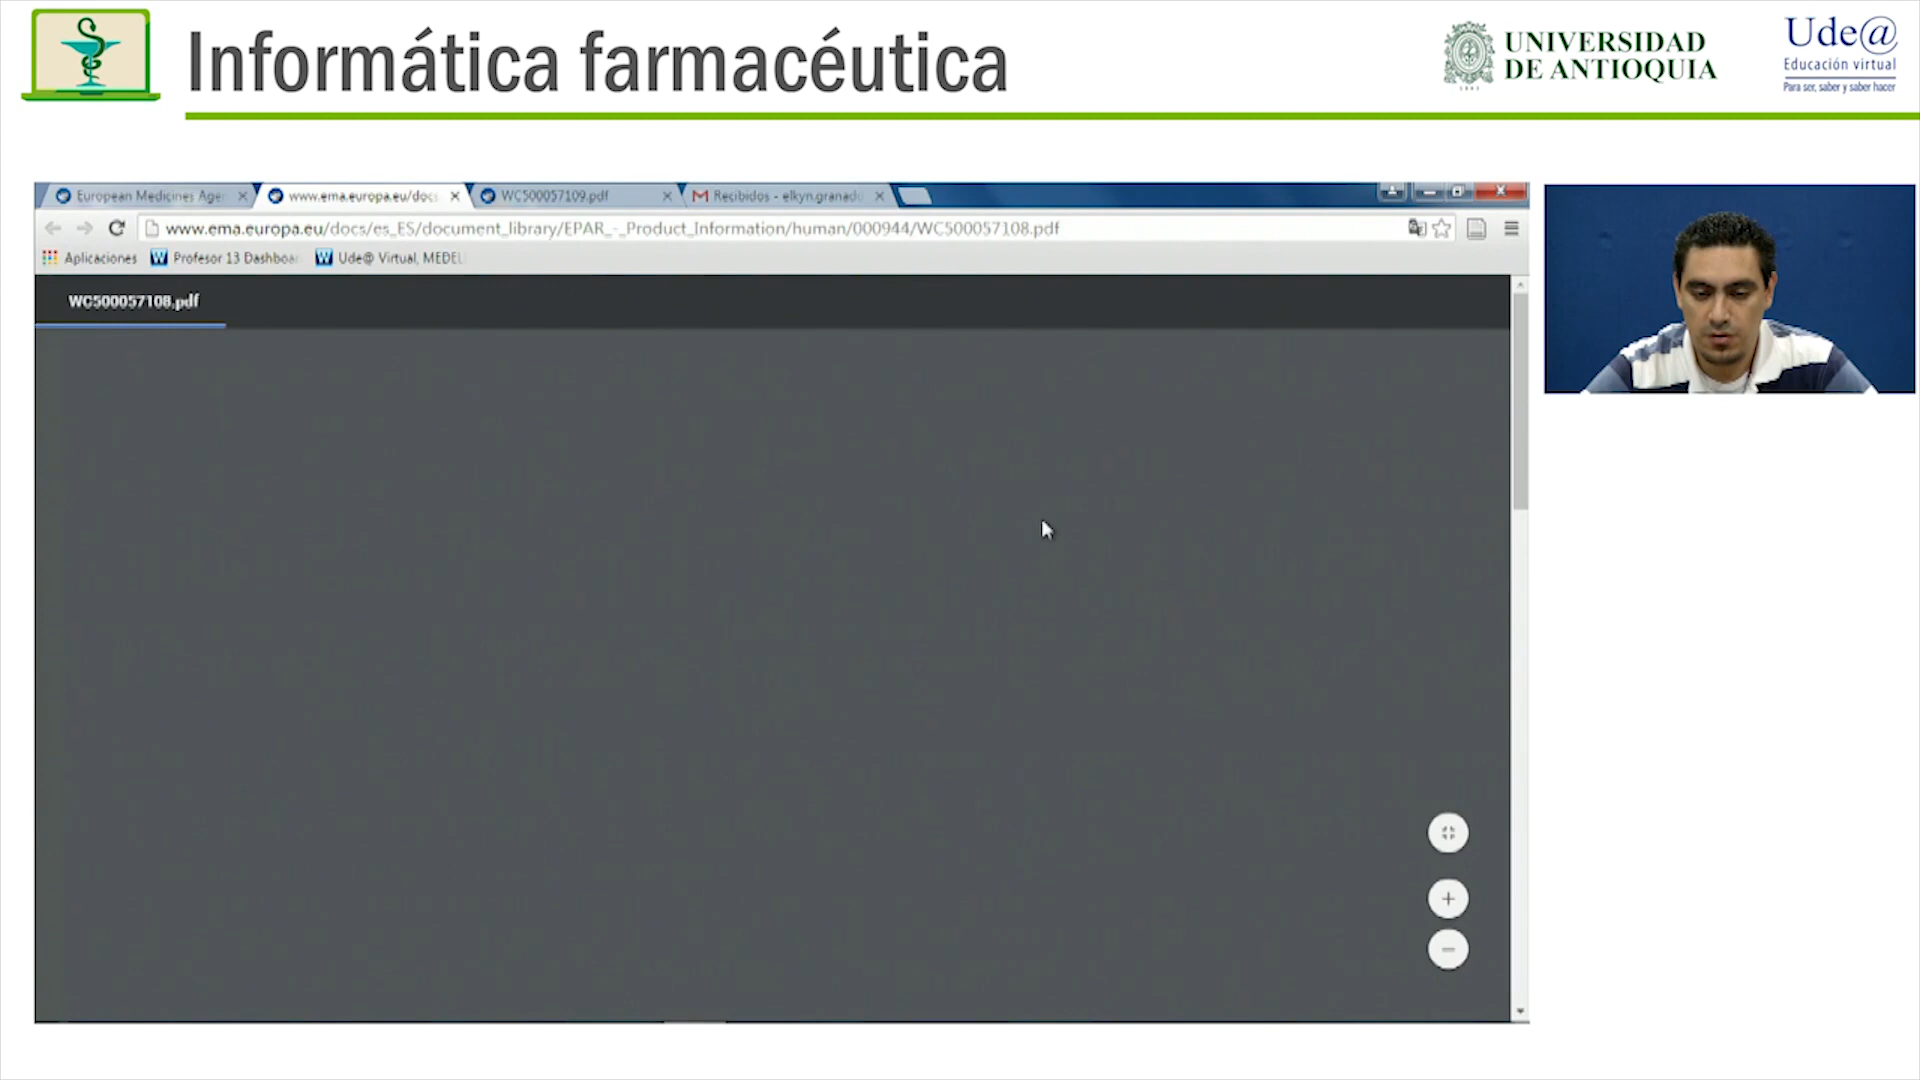 Informática farmacéutica
UNIVERSIDAD
DE ANTIOQUIA
1803
Ude@
Educación virtual
Para ser, saber y saber hacer
European Medicines Age
www.ema.europa.eu/docs
WC500057109.pdf
Recibidos - elkyn.granado
www.ema.europa.eu/docs/es_ES/document_library/EPAR_-_Product_Information/human/000944/WC500057108.pdf
Aplicaciones
Profesor 13 Dashboar
Ude@ Virtual, MEDEL
WC500057108.pdf